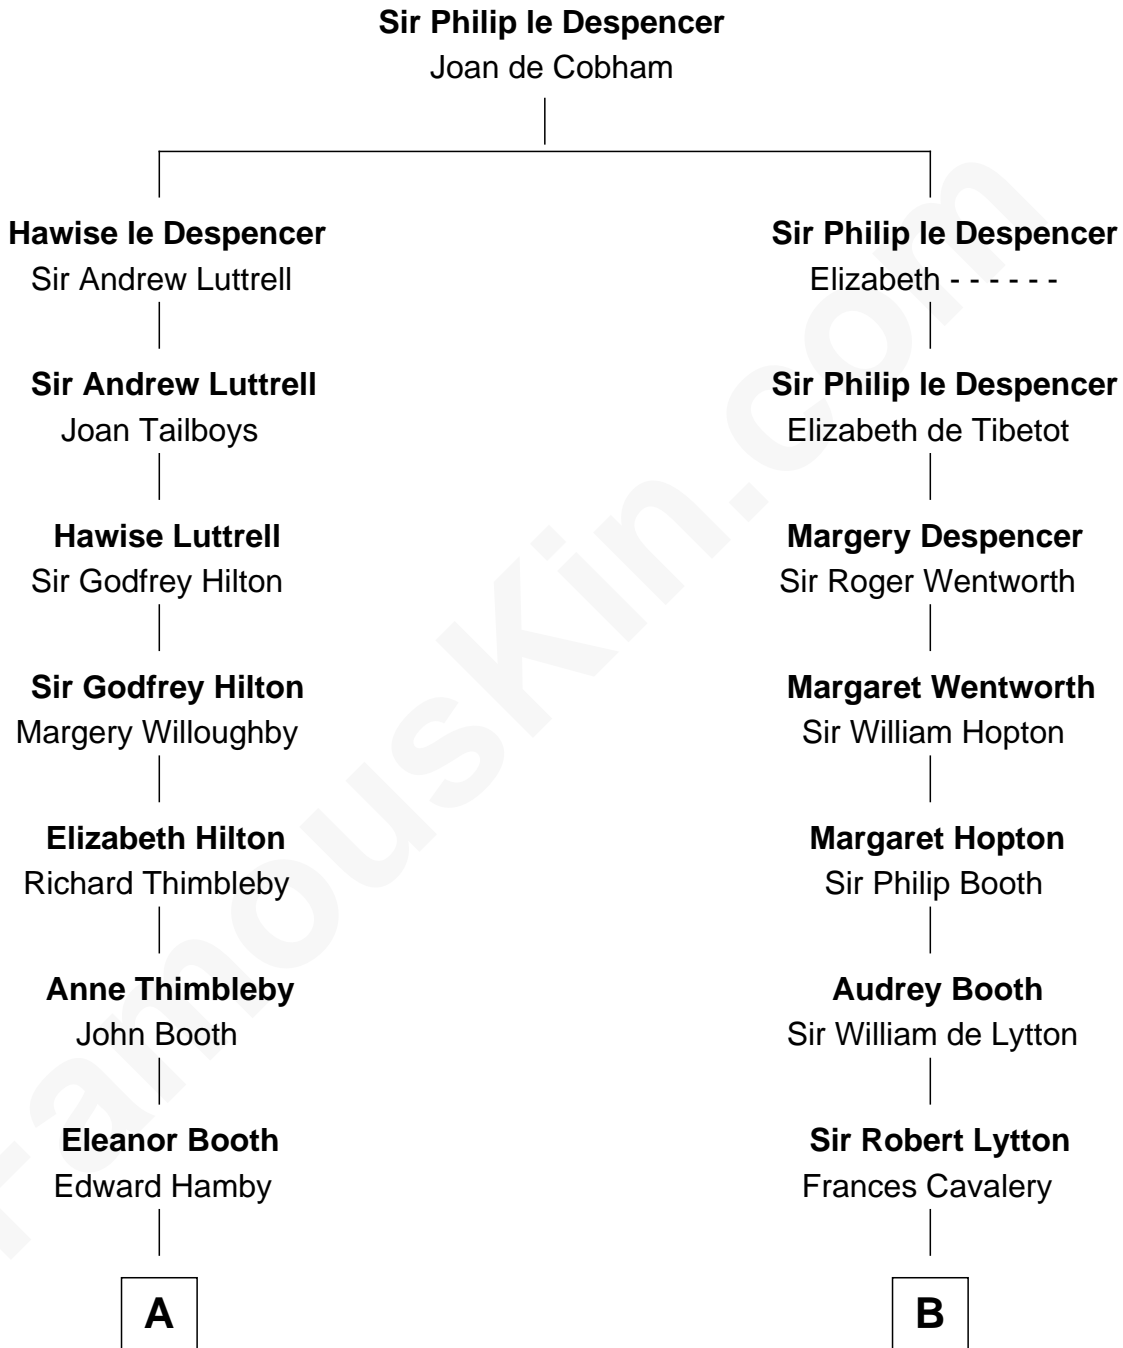 Sir Philip le Despencer
Joan de Cobham
Hawise le Despencer
Sir Andrew Luttrell
Sir Philip le Despencer
Elizabeth - - - - - -
Sir Andrew Luttrell
Joan Tailboys
Sir Philip le Despencer
Elizabeth de Tibetot
Hawise Luttrell
Sir Godfrey Hilton
Margery Despencer
Sir Roger Wentworth
Sir Godfrey Hilton
Margery Willoughby
Margaret Wentworth
Sir William Hopton
Elizabeth Hilton
Richard Thimbleby
Margaret Hopton
Sir Philip Booth
Anne Thimbleby
John Booth
Audrey Booth
Sir William de Lytton
Eleanor Booth
Edward Hamby
Sir Robert Lytton
Frances Cavalery
A
B
FamousKin.com